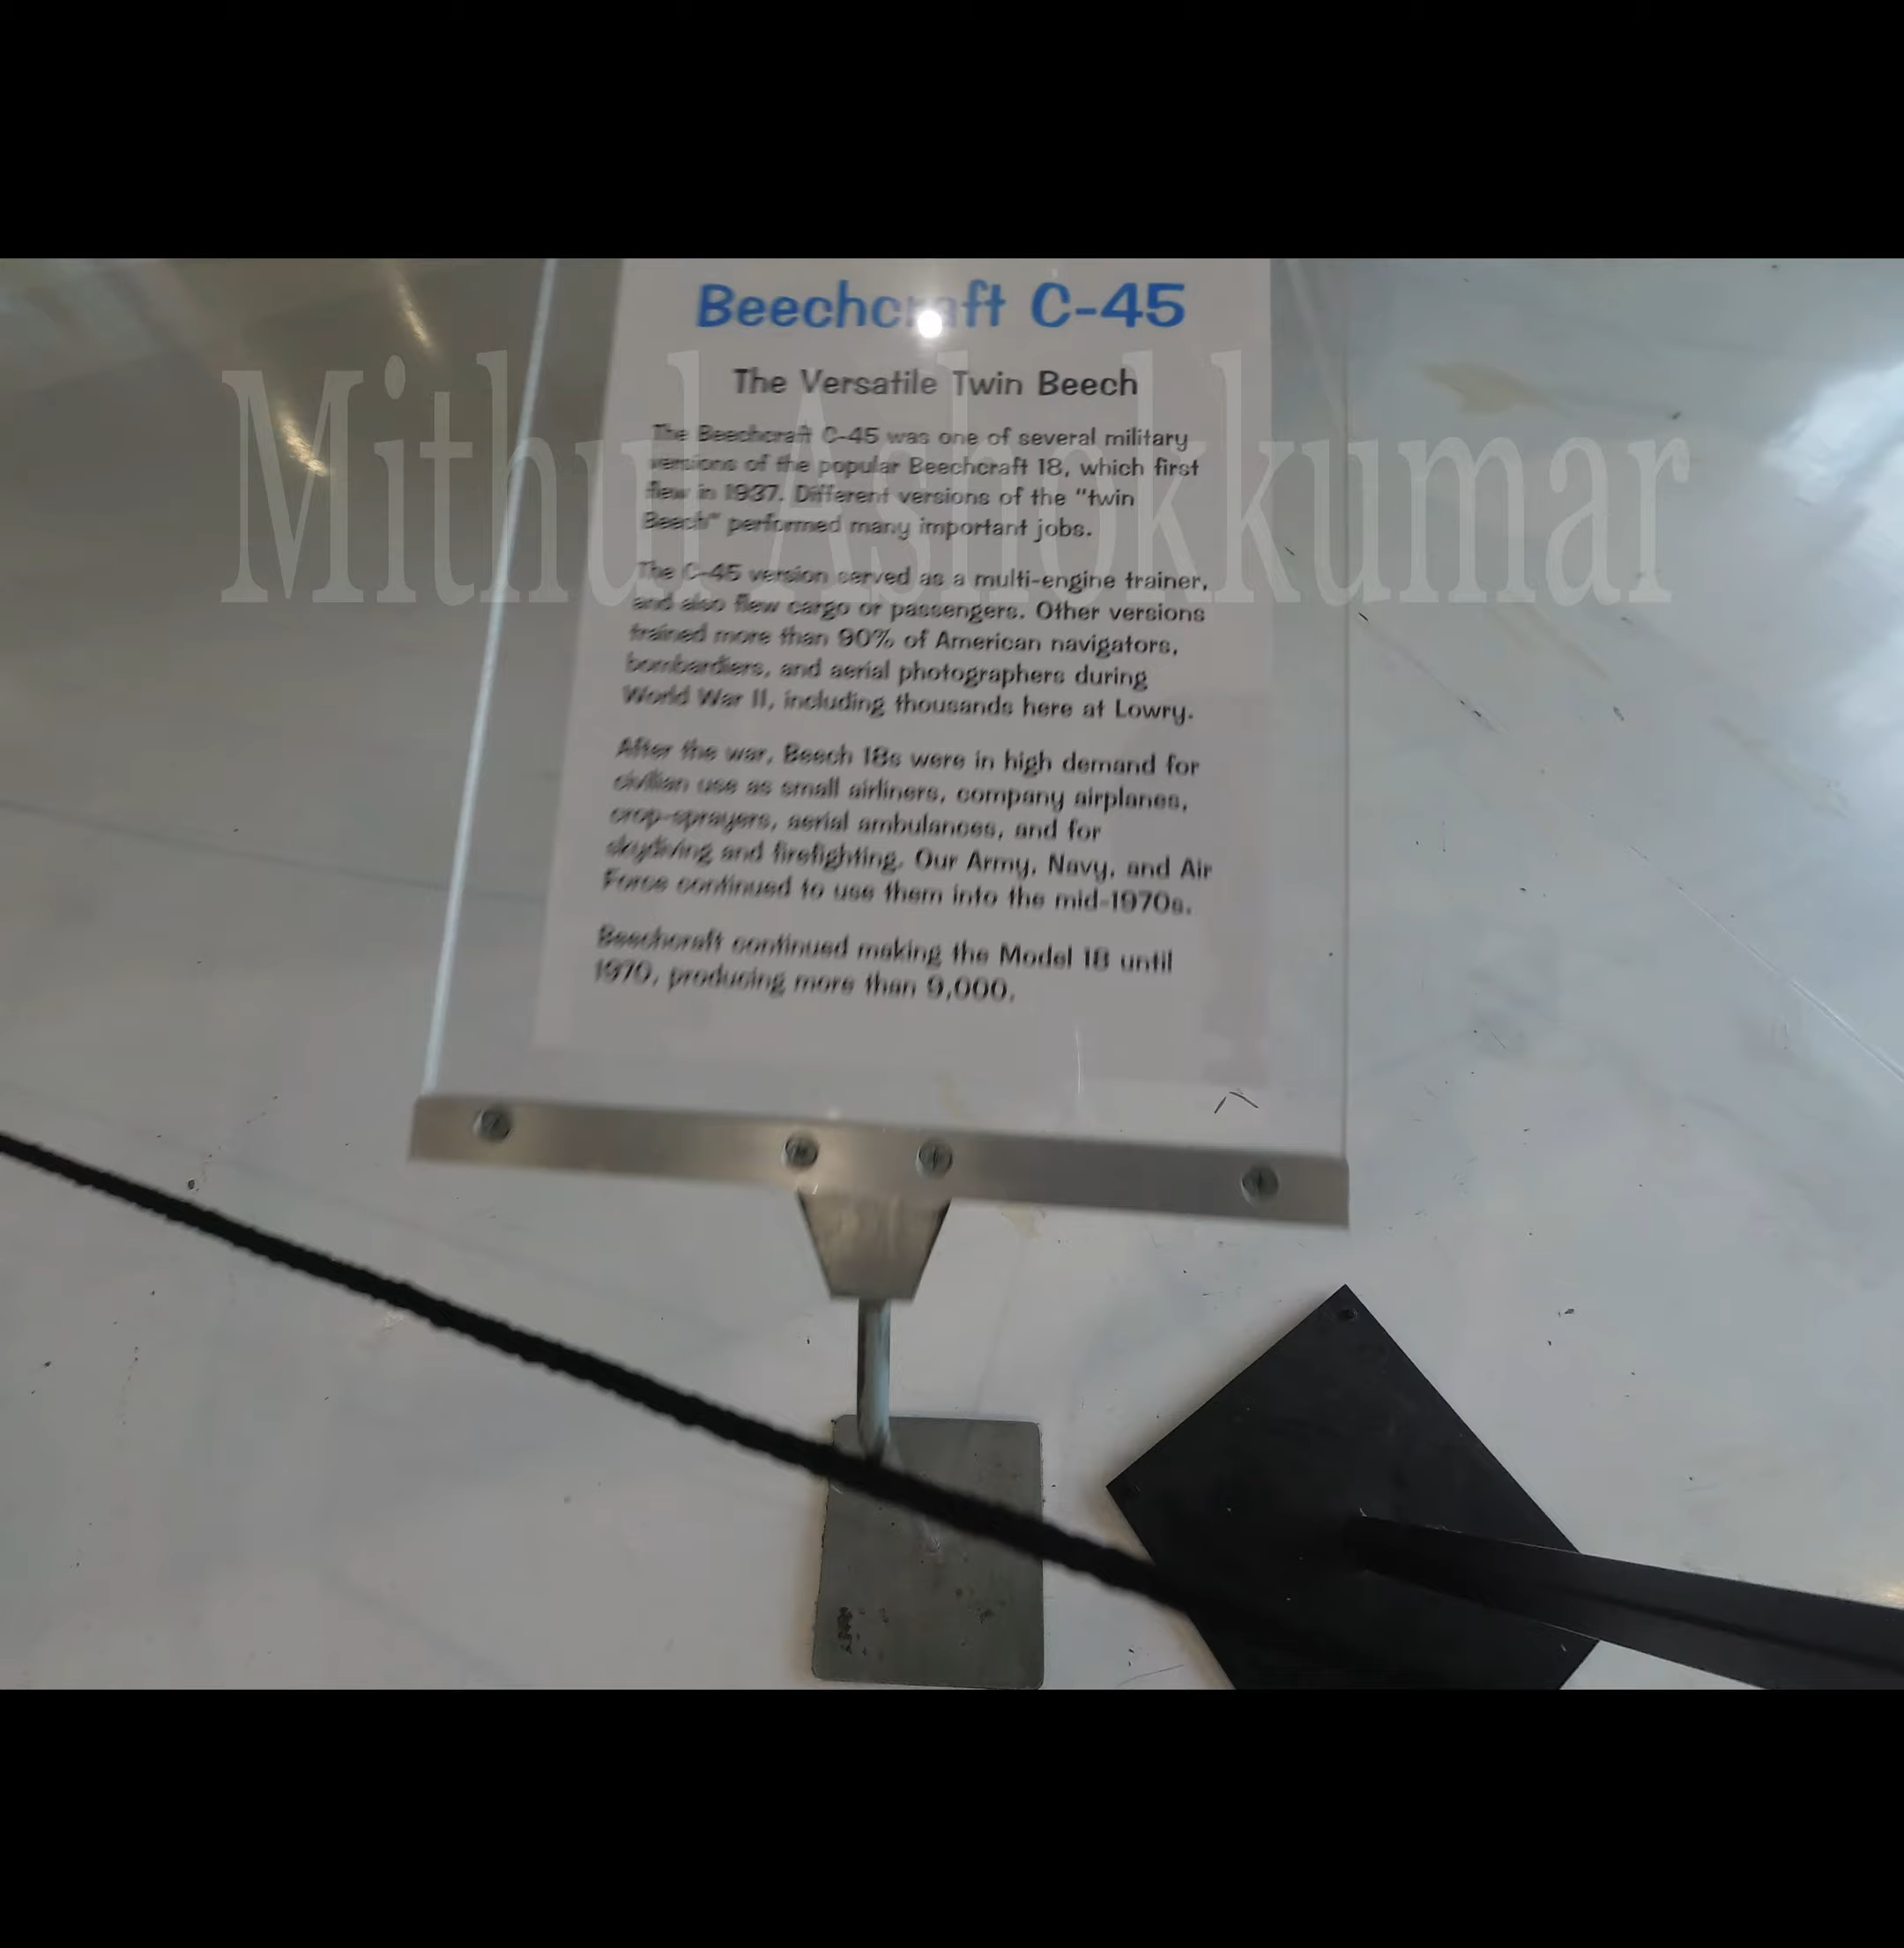 Beechcraft C-45
The Versatile Twin Beech
The Beechcraft C-45 was one of several military
versions of the popular Beechcraft 18, which first
flew in 1937. Different versions of the "twin
Beech" performed many important jobs.
The C-45 version served as a multi-engine trainer,
and also flew cargo or passengers. Other versions
trained more than 90% of American navigators,
bombardiers, and aerial photographers during
World War II, including thousands here at Lowry.
After the war, Beech 18s were in high demand for
civilian use as small airliners, company airplanes,
crop-sprayers, aerial ambulances, and for
skydiving and firefighting. Our Army, Navy, and Air
Force continued to use them into the mid-1970s.
Beechcraft continued making the Model 18 until
1970, producing more than 9,000.
Mithul Ashokkumar